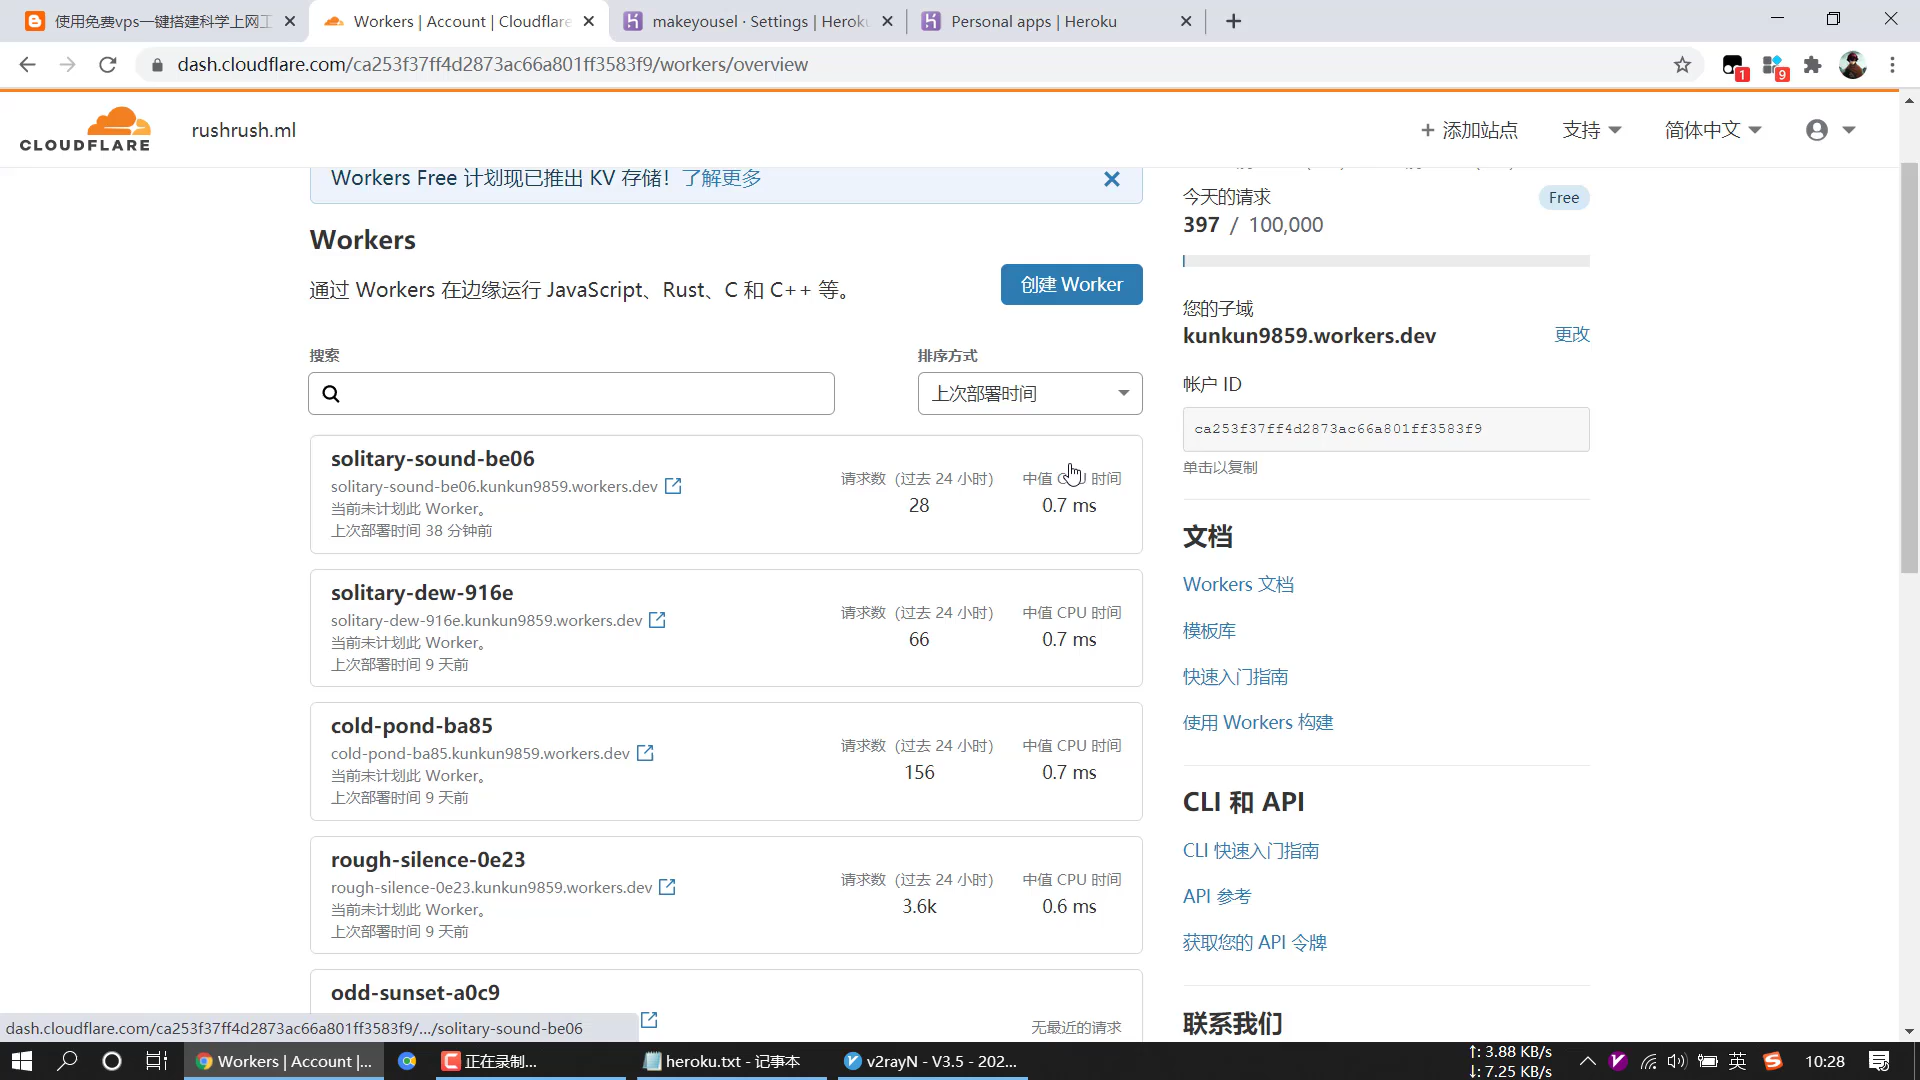 使用免费vps一键搭建科学上网工
Workers | Account | Cloudflare
makeyousel · Settings | Heroku
Personal apps | Heroku
dash.cloudflare.com/ca253f37ff4d2873ac66a801ff3583f9/workers/overview
1
9
CLOUDFLARE
rushrush.ml
+ 添加站点
支持
简体中文
Workers Free 计划现已推出 KV 存储！了解更多
Workers
通过 Workers 在边缘运行 JavaScript、Rust、C 和 C++ 等。
创建 Worker
搜索
排序方式
上次部署时间
solitary-sound-be06
solitary-sound-be06.kunkun9859.workers.dev
当前未计划此 Worker。
上次部署时间 38 分钟前
请求数（过去 24 小时）
28
中值 CPU 时间
0.7 ms
solitary-dew-916e
solitary-dew-916e.kunkun9859.workers.dev
当前未计划此 Worker。
上次部署时间 9 天前
请求数（过去 24 小时）
66
中值 CPU 时间
0.7 ms
cold-pond-ba85
cold-pond-ba85.kunkun9859.workers.dev
当前未计划此 Worker。
上次部署时间 9 天前
请求数（过去 24 小时）
156
中值 CPU 时间
0.7 ms
rough-silence-0e23
rough-silence-0e23.kunkun9859.workers.dev
当前未计划此 Worker。
上次部署时间 9 天前
请求数（过去 24 小时）
3.6k
中值 CPU 时间
0.6 ms
odd-sunset-a0c9
无最近的请求
今天的请求
Free
397 / 100,000
您的子域
kunkun9859.workers.dev
更改
帐户 ID
ca253f37ff4d2873ac66a801ff3583f9
单击以复制
文档
Workers 文档
模板库
快速入门指南
使用 Workers 构建
CLI 和 API
CLI 快速入门指南
API 参考
获取您的 API 令牌
联系我们
dash.cloudflare.com/ca253f37ff4d2873ac66a801ff3583f9/.../solitary-sound-be06
Workers | Account |...
正在录制...
heroku.txt - 记事本
v2rayN - V3.5 - 202...
↑: 3.88 KB/s
↓: 7.25 KB/s
英
10:28